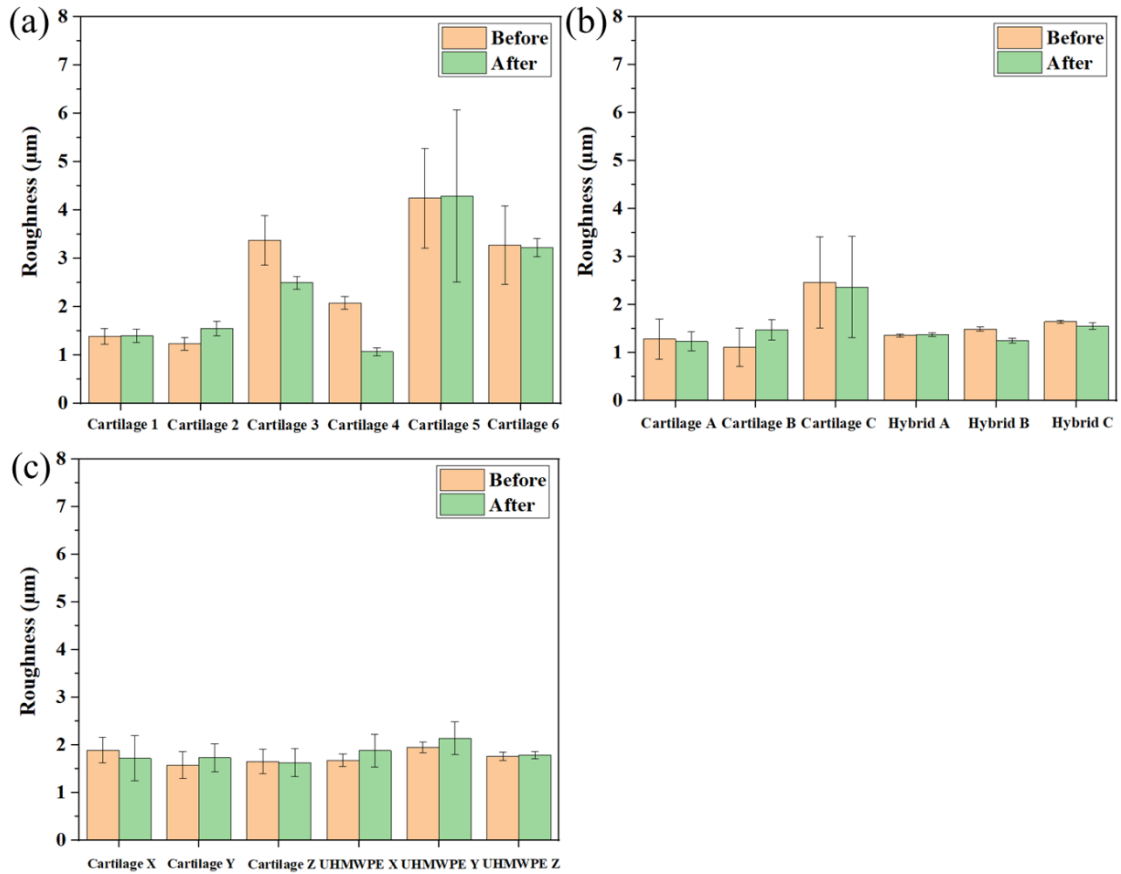 (a)
Before
After
Roughness (μm)
8
7
6
5
4
3
2
1
0
Cartilage 1 Cartilage 2 Cartilage 3 Cartilage 4 Cartilage 5 Cartilage 6
(b)
Before
After
Roughness (μm)
8
7
6
5
4
3
2
1
0
Cartilage A Cartilage B Cartilage C Hybrid A Hybrid B Hybrid C
(c)
Before
After
Roughness (μm)
8
7
6
5
4
3
2
1
0
Cartilage X Cartilage Y Cartilage Z UHMWPE X UHMWPE Y UHMWPE Z